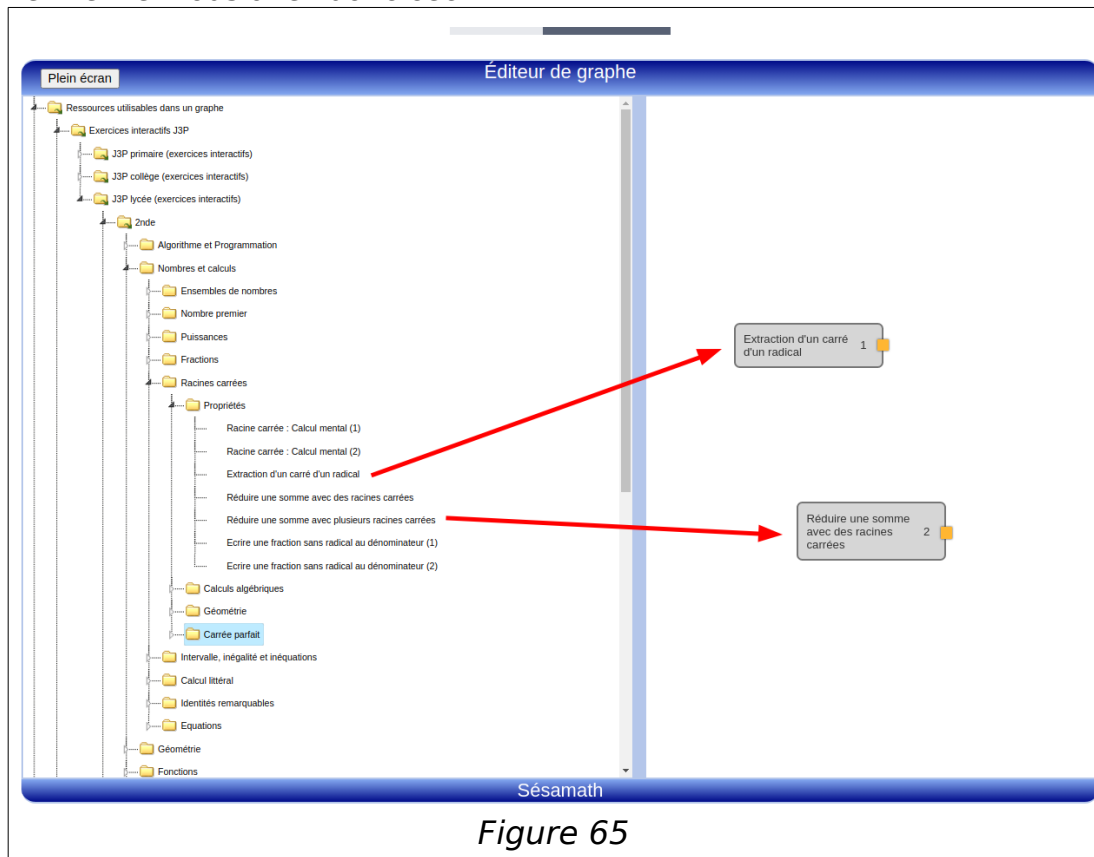 Éditeur de graphe
Plein écran
Ressources utilisables dans un graphe
Exercices interactifs J3P
J3P primaire (exercices interactifs)
J3P collège (exercices interactifs)
J3P lycée (exercices interactifs)
2nde
Algorithme et Programmation
Nombres et calculs
Ensembles de nombres
Nombre premier
Puissances
Fractions
Racines carrées
Propriétés
Racine carrée : Calcul mental (1)
Racine carrée : Calcul mental (2)
Extraction d'un carré d'un radical
Réduire une somme avec des racines carrées
Réduire une somme avec plusieurs racines carrées
Ecrire une fraction sans radical au dénominateur (1)
Ecrire une fraction sans radical au dénominateur (2)
Calculs algébriques
Géométrie
Carrée parfait
Intervalle, inégalité et inéquations
Calcul littéral
Identités remarquables
Equations
Géométrie
Fonctions
Extraction d'un carré
d'un radical
1
Réduire une somme
avec des racines
carrées
2
Sésamath
Figure 65